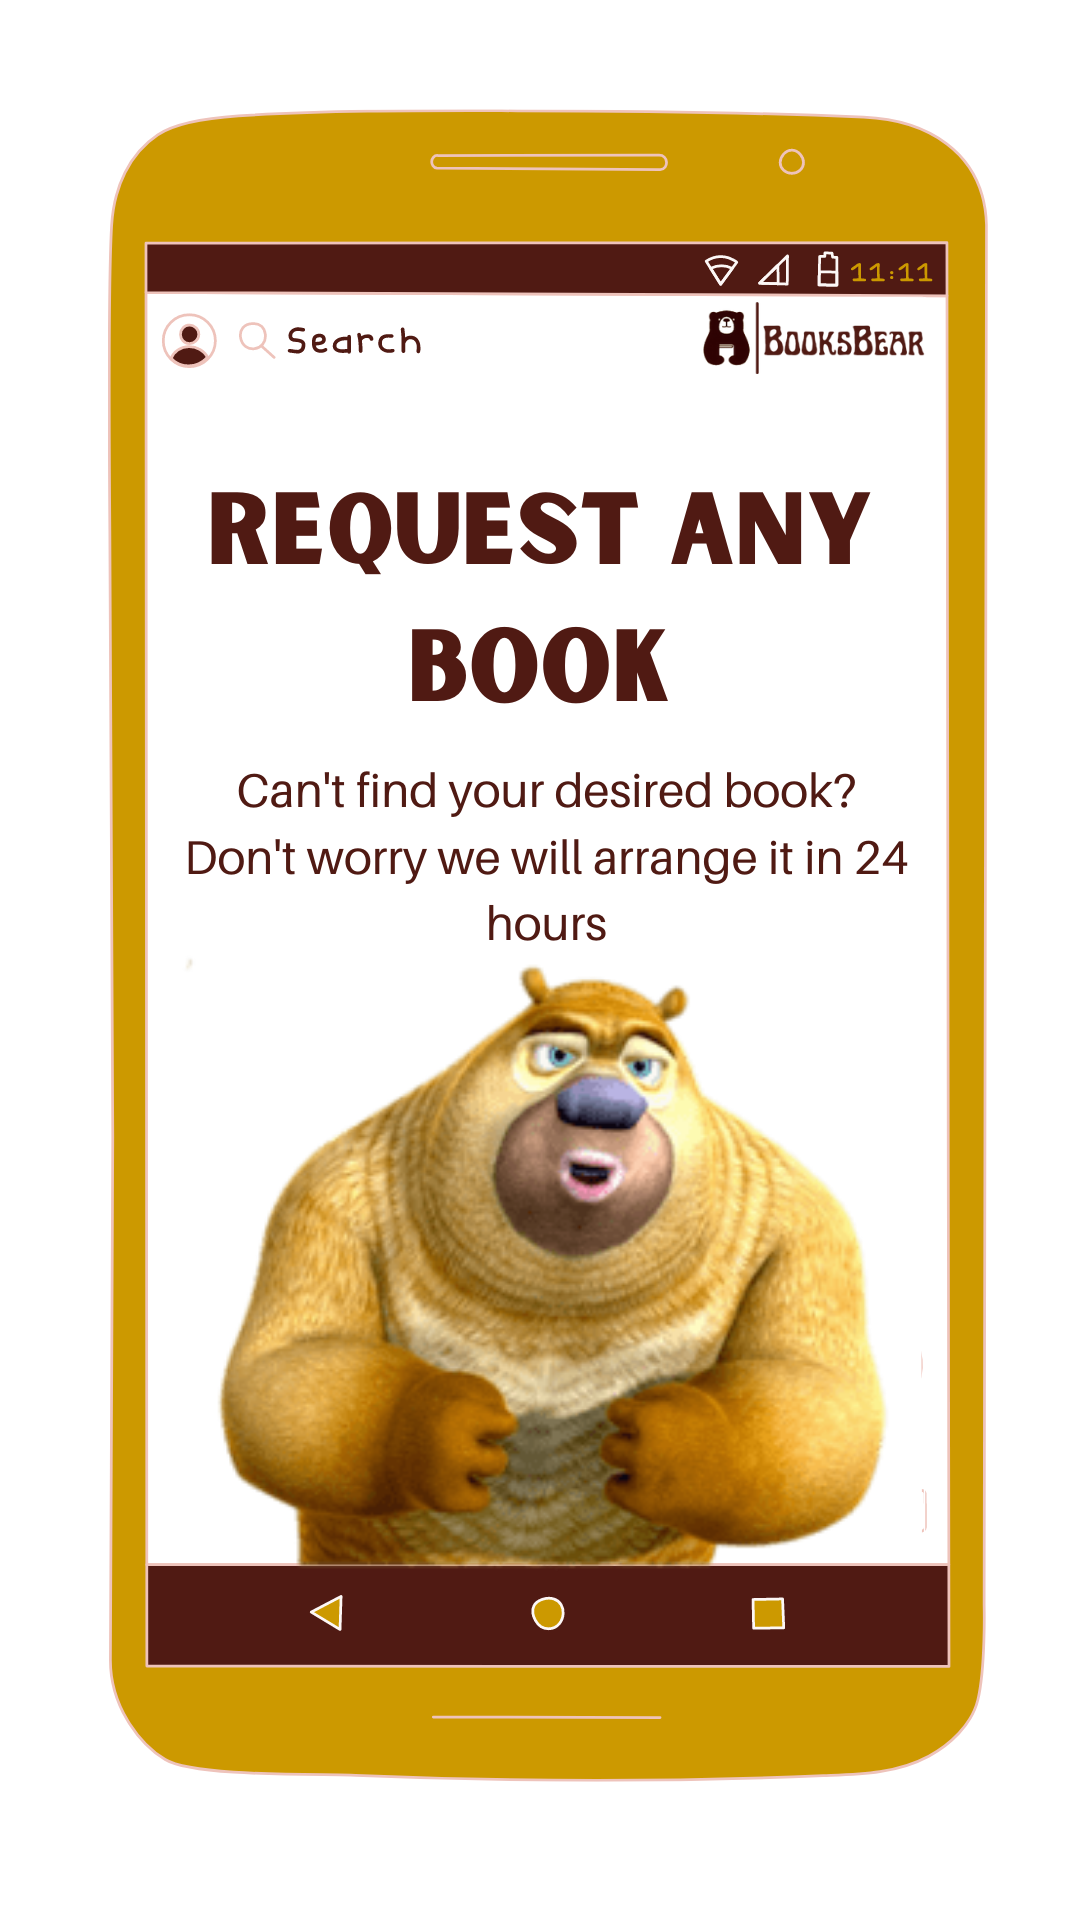 11:11
Search
BOOKSBEAR
REQUEST ANY
BOOK
Can't find your desired book?
Don't worry we will arrange it in 24
hours